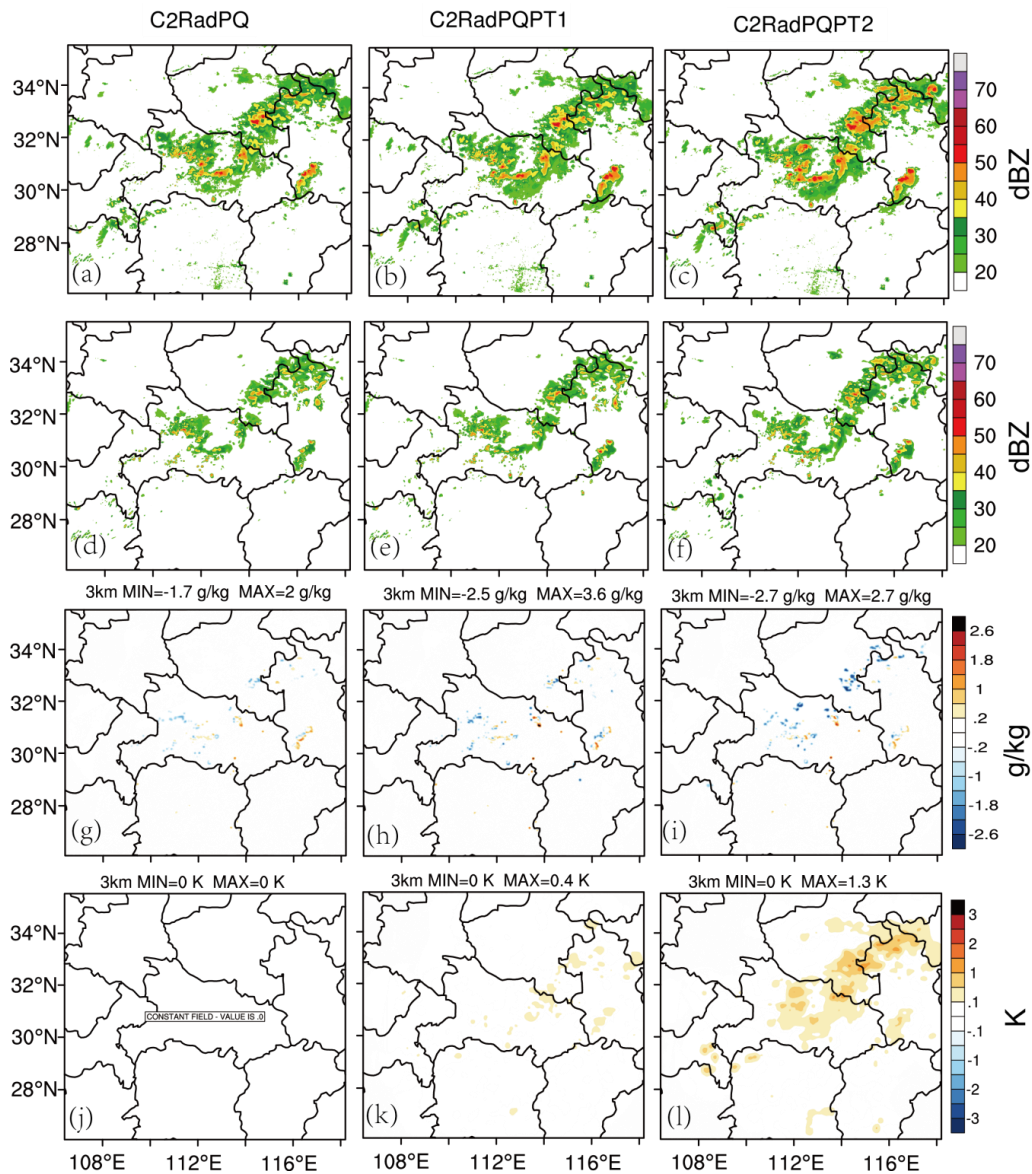 C2RadPQ C2RadPQPT1 C2RadPQPT2
34°N
32°N
30°N
28°N
(a) (b) (c)
70
60
50
40
30
20
dBZ
34°N
32°N
30°N
28°N
(d) (e) (f)
70
60
50
40
30
20
dBZ
3km MIN=-1.7 g/kg MAX=2 g/kg 3km MIN=-2.5 g/kg MAX=3.6 g/kg 3km MIN=-2.7 g/kg MAX=2.7 g/kg
34°N
32°N
30°N
28°N
(g) (h) (i)
2.6
1.8
1
.2
-.2
-1
-1.8
-2.6
g/kg
3km MIN=0 K MAX=0 K 3km MIN=0 K MAX=0.4 K 3km MIN=0 K MAX=1.3 K
34°N
32°N
30°N
28°N
CONSTANT FIELD - VALUE IS .0
(j) (k) (l)
3
2
1
.1
-.1
-1
-2
-3
K
108°E 112°E 116°E 108°E 112°E 116°E 108°E 112°E 116°E